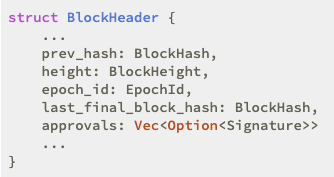 struct BlockHeader {
    ...
    prev_hash: BlockHash,
    height: BlockHeight,
    epoch_id: EpochId,
    last_final_block_hash: BlockHash,
    approvals: Vec<Option<Signature>>
    ...
}